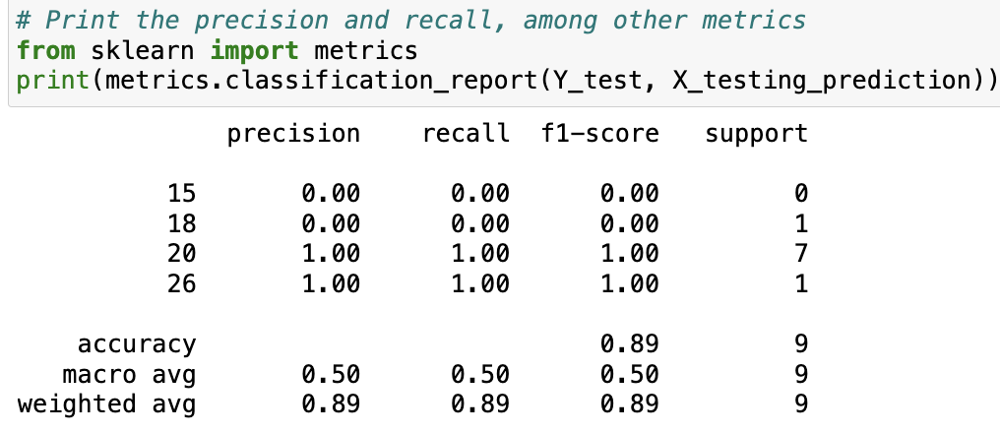 # Print the precision and recall, among other metrics
from sklearn import metrics
print(metrics.classification_report(Y_test, X_testing_prediction))
precision recall f1-score support
15 0.00 0.00 0.00 0
18 0.00 0.00 0.00 1
20 1.00 1.00 1.00 7
26 1.00 1.00 1.00 1
accuracy 0.89 9
macro avg 0.50 0.50 0.50 9
weighted avg 0.89 0.89 0.89 9